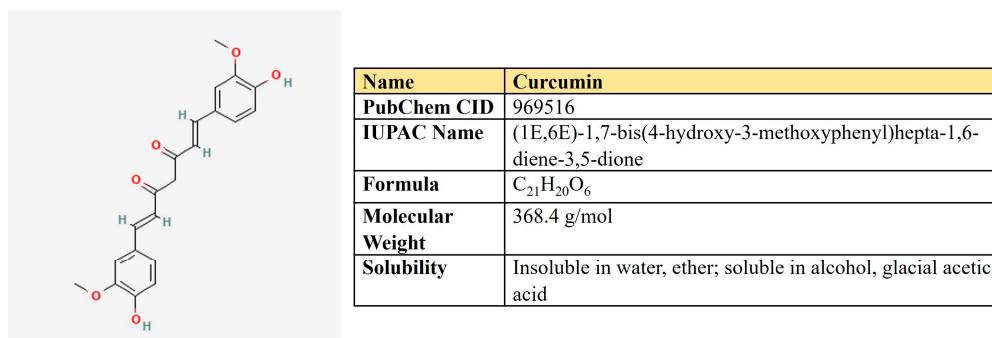 O
O H
H
H
O
O
H H
O
O H
Name Curcumin
PubChem CID 969516
IUPAC Name (1E,6E)-1,7-bis(4-hydroxy-3-methoxyphenyl)hepta-1,6-
diene-3,5-dione
Formula C₂₁H₂₀O₆
Molecular 368.4 g/mol
Weight
Solubility Insoluble in water, ether; soluble in alcohol, glacial acetic
acid